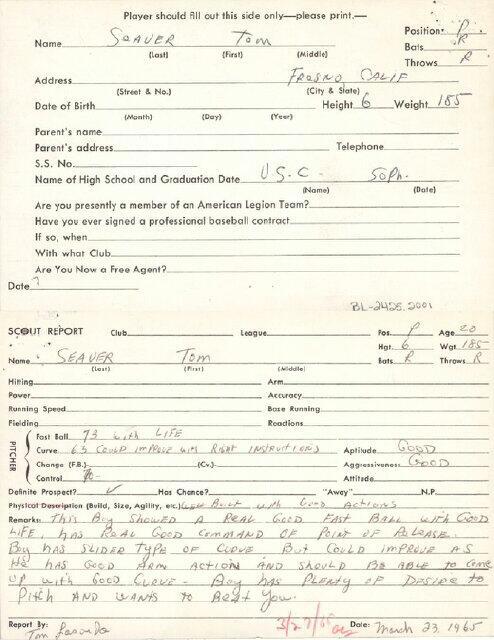 Player should fill out this side only—please print.—
Name SEAVER Tom Position P
(Last) (First) (Middle) Bats R
Throws R
Address FRESNO CALIF
(Street & No.) (City & State)
Date of Birth Height 6 Weight 185
(Month) (Day) (Year)
Parent's name
Parent's address Telephone
S.S. No.
Name of High School and Graduation Date U.S.C. - Soph.
(Name) (Date)
Are you presently a member of an American Legion Team?
Have you ever signed a professional baseball contract
If so, when
With what Club
Are You Now a Free Agent?
Date ?
BL-2425.2001
SCOUT REPORT Club League Pos. P Age 20
Hgt. 6 Wgt. 185
Name SEAVER Tom Bats R Throws R
(Last) (First) (Middle)
Hitting Arm
Power Accuracy
Running Speed Base Running
Fielding Reactions
PITCHER
Fast Ball 73 with LIFE
Curve 63 COULD IMPROVE with RIGHT INSTRUCTIONS Aptitude GOOD
Change (F.B.) (Cv.) Aggressiveness GOOD
Control 70- Attitude
Definite Prospect? ✓ Has Chance? "Away" N.P.
Physical Description (Build, Size, Agility, etc.) WELL BUILT with GOOD ACTIONS
Remarks: THIS BOY SHOWED A REAL GOOD FAST BALL with GOOD
LIFE, HAS REAL GOOD COMMAND OF POINT OF RELEASE.
BOY HAS SLIDER TYPE OF CURVE. BUT COULD IMPROVE AS
HE HAS GOOD ARM ACTION AND SHOULD BE ABLE TO COME
UP with GOOD CURVE - BOY HAS PLENTY OF DESIRE TO
PITCH AND WANTS TO BEAT YOU.
Report By: Tom Lasorda 3/27/65 Date: March 23, 1965